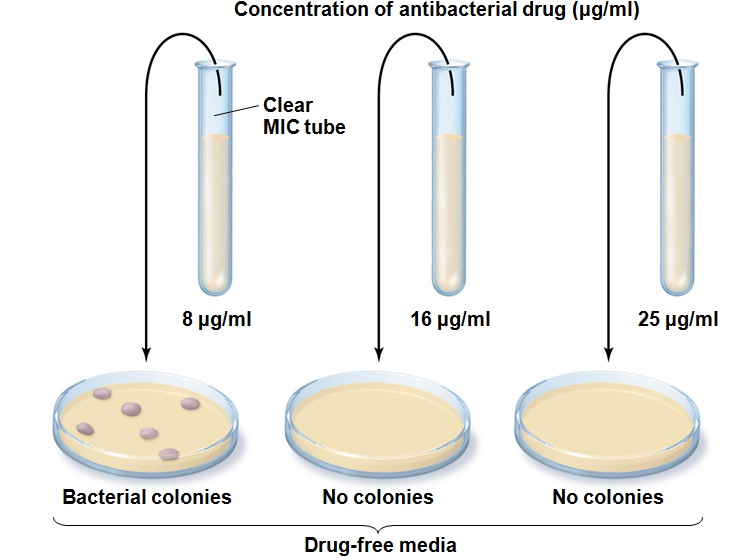 Concentration of antibacterial drug (µg/ml)
Clear
MIC tube
8 µg/ml
16 µg/ml
25 µg/ml
Bacterial colonies
No colonies
No colonies
Drug-free media